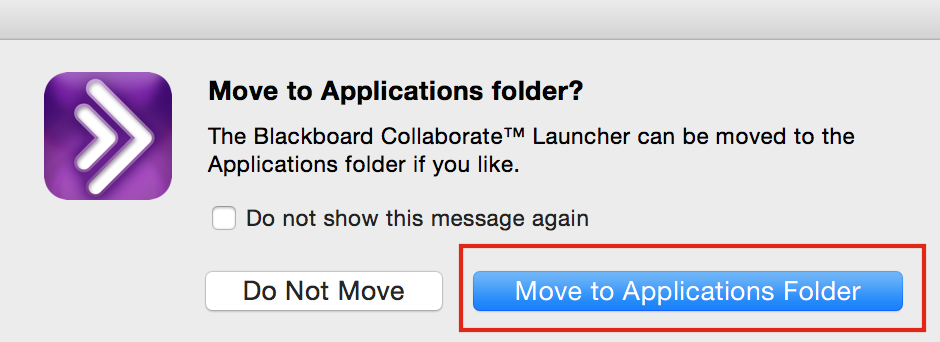 Move to Applications folder?
The Blackboard Collaborate™ Launcher can be moved to the
Applications folder if you like.
Do not show this message again
Do Not Move
Move to Applications Folder